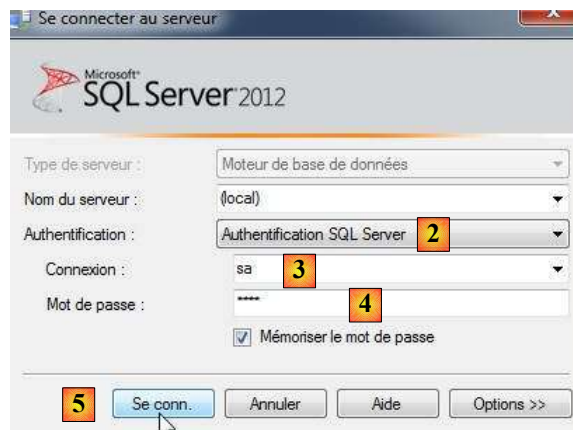 Se connecter au serveur
Microsoft
SQL Server 2012
Type de serveur :
Moteur de base de données
Nom du serveur :
(local)
Authentification :
Authentification SQL Server 2
Connexion :
sa 3
Mot de passe :
**** 4
Mémoriser le mot de passe
5 Se conn. Annuler Aide Options >>